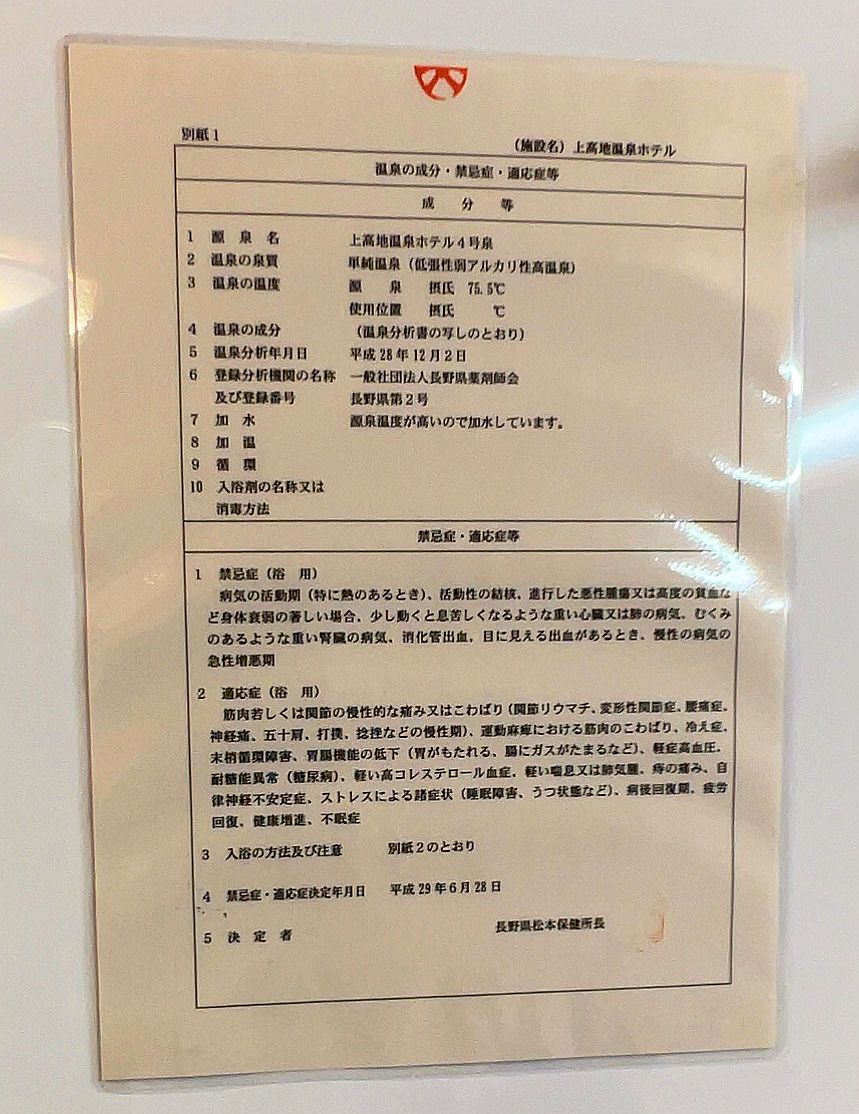 別紙1
（施設名）上高地温泉ホテル
温泉の成分・禁忌症・適応症等
成 分 等
1 源 泉 名 上高地温泉ホテル4号泉
2 温泉の泉質 単純温泉（低張性弱アルカリ性高温泉）
3 温泉の温度 源 泉 摂氏 75.5℃
使用位置 摂氏 ℃
4 温泉の成分 （温泉分析書の写しのとおり）
5 温泉分析年月日 平成28年12月2日
6 登録分析機関の名称 一般社団法人長野県薬剤師会
及び登録番号 長野県第2号
7 加 水 源泉温度が高いので加水しています。
8 加 温
9 循 環
10 入浴剤の名称又は
消毒方法
禁忌症・適応症等
1 禁忌症（浴 用）
病気の活動期（特に熱のあるとき）、活動性の結核、進行した悪性腫瘍又は高度の貧血な
ど身体衰弱の著しい場合、少し動くと息苦しくなるような重い心臓又は肺の病気、むくみ
のあるような重い腎臓の病気、消化管出血、目に見える出血があるとき、慢性の病気の
急性増悪期
2 適応症（浴 用）
筋肉若しくは関節の慢性的な痛み又はこわばり（関節リウマチ、変形性関節症、腰痛症、
神経痛、五十肩、打撲、捻挫などの慢性期）、運動麻痺における筋肉のこわばり、冷え症、
末梢循環障害、胃腸機能の低下（胃がもたれる、腸にガスがたまるなど）、軽症高血圧、
耐糖能異常（糖尿病）、軽い高コレステロール血症、軽い喘息又は肺気腫、痔の痛み、自
律神経不安定症、ストレスによる諸症状（睡眠障害、うつ状態など）、病後回復期、疲労
回復、健康増進、不眠症
3 入浴の方法及び注意 別紙2のとおり
4 禁忌症・適応症決定年月日 平成29年6月28日
5 決 定 者 長野県松本保健所長